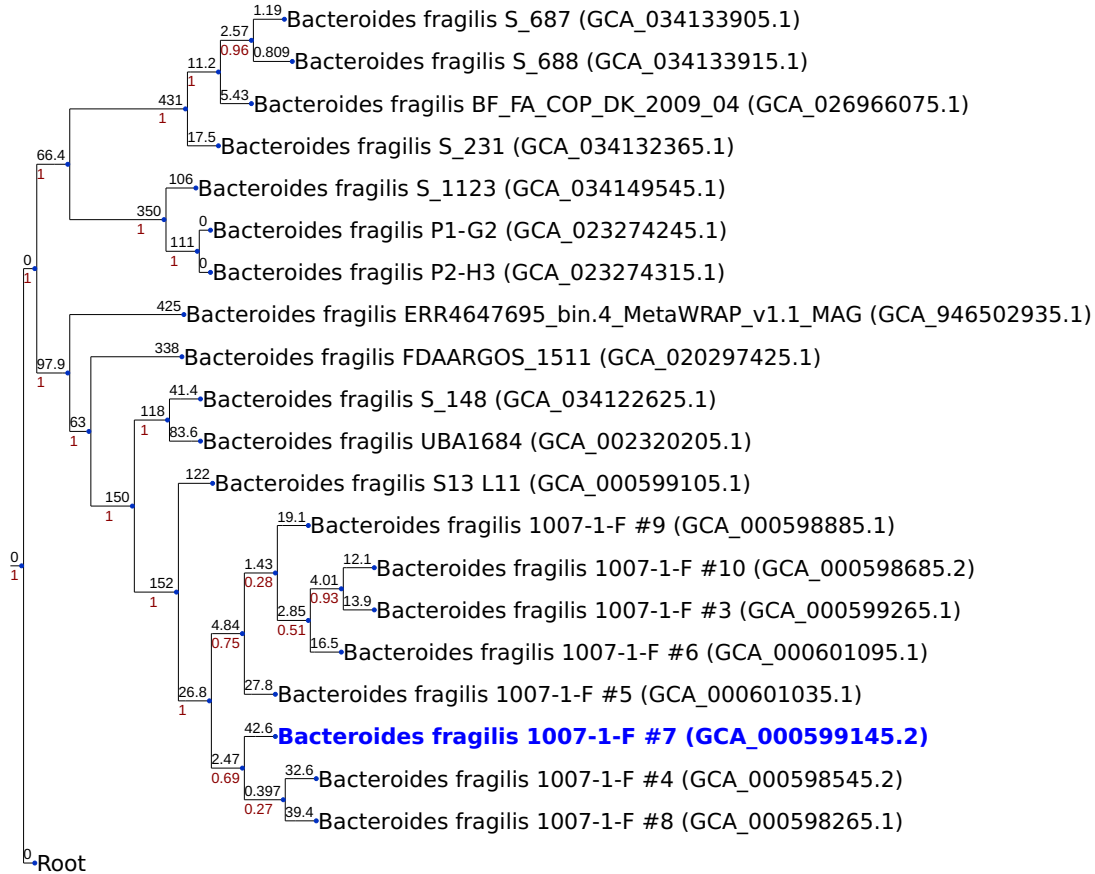 1.19
Bacteroides fragilis S_687 (GCA_034133905.1)
2.57
0.96
0.809
Bacteroides fragilis S_688 (GCA_034133915.1)
11.2
1
5.43
Bacteroides fragilis BF_FA_COP_DK_2009_04 (GCA_026966075.1)
431
1
17.5
Bacteroides fragilis S_231 (GCA_034132365.1)
66.4
1
106
Bacteroides fragilis S_1123 (GCA_034149545.1)
350
1
0
Bacteroides fragilis P1-G2 (GCA_023274245.1)
111
1
0
Bacteroides fragilis P2-H3 (GCA_023274315.1)
0
1
425
Bacteroides fragilis ERR4647695_bin.4_MetaWRAP_v1.1_MAG (GCA_946502935.1)
97.9
1
338
Bacteroides fragilis FDAARGOS_1511 (GCA_020297425.1)
63
1
41.4
Bacteroides fragilis S_148 (GCA_034122625.1)
118
1
83.6
Bacteroides fragilis UBA1684 (GCA_002320205.1)
150
1
122
Bacteroides fragilis S13 L11 (GCA_000599105.1)
19.1
Bacteroides fragilis 1007-1-F #9 (GCA_000598885.1)
1.43
0.28
12.1
Bacteroides fragilis 1007-1-F #10 (GCA_000598685.2)
4.01
0.93
13.9
Bacteroides fragilis 1007-1-F #3 (GCA_000599265.1)
2.85
0.51
16.5
Bacteroides fragilis 1007-1-F #6 (GCA_000601095.1)
0
1
152
1
4.84
0.75
27.8
Bacteroides fragilis 1007-1-F #5 (GCA_000601035.1)
26.8
1
42.6
Bacteroides fragilis 1007-1-F #7 (GCA_000599145.2)
2.47
0.69
32.6
Bacteroides fragilis 1007-1-F #4 (GCA_000598545.2)
0.397
0.27
39.4
Bacteroides fragilis 1007-1-F #8 (GCA_000598265.1)
0
Root